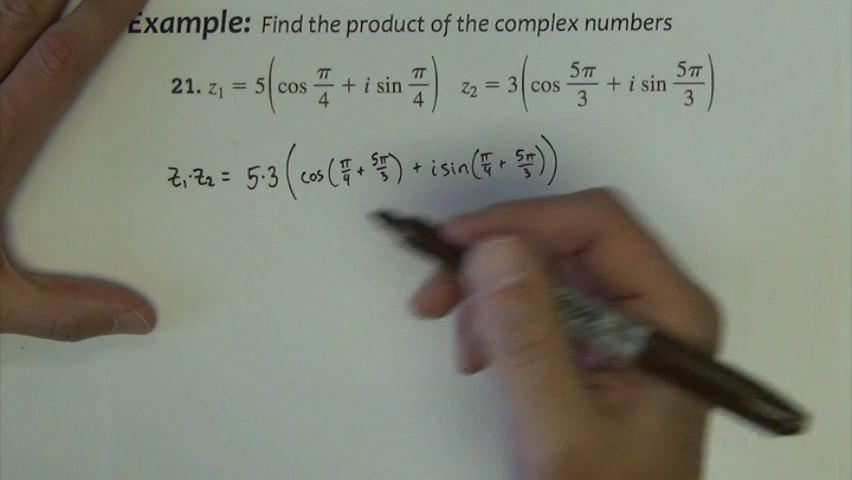 Example: Find the product of the complex numbers
21. z₁ = 5(cos π/4 + i sin π/4) z₂ = 3(cos 5π/3 + i sin 5π/3)
z₁·z₂ = 5·3(cos(π/4 + 5π/3) + i sin(π/4 + 5π/3))